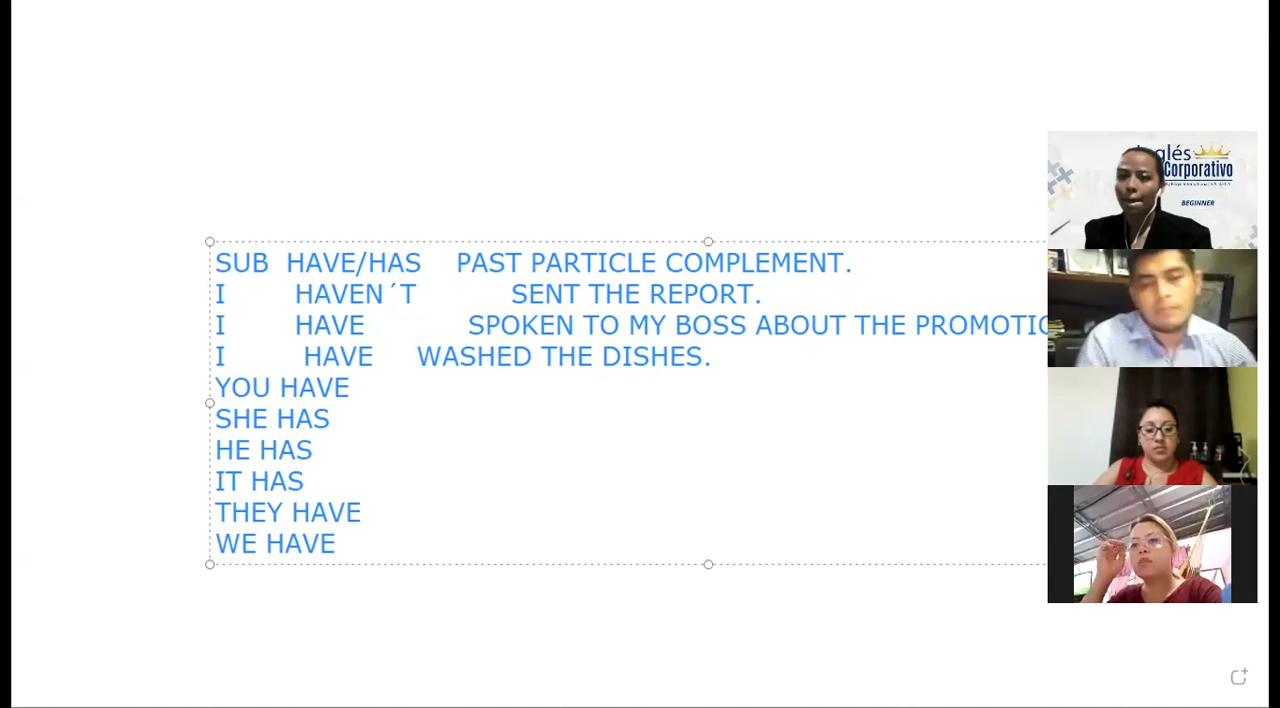 SUB HAVE/HAS PAST PARTICLE COMPLEMENT.
I HAVEN´T SENT THE REPORT.
I HAVE SPOKEN TO MY BOSS ABOUT THE
I HAVE WASHED THE DISHES.
YOU HAVE
SHE HAS
HE HAS
IT HAS
THEY HAVE
WE HAVE
Corporativo
BEGINNER